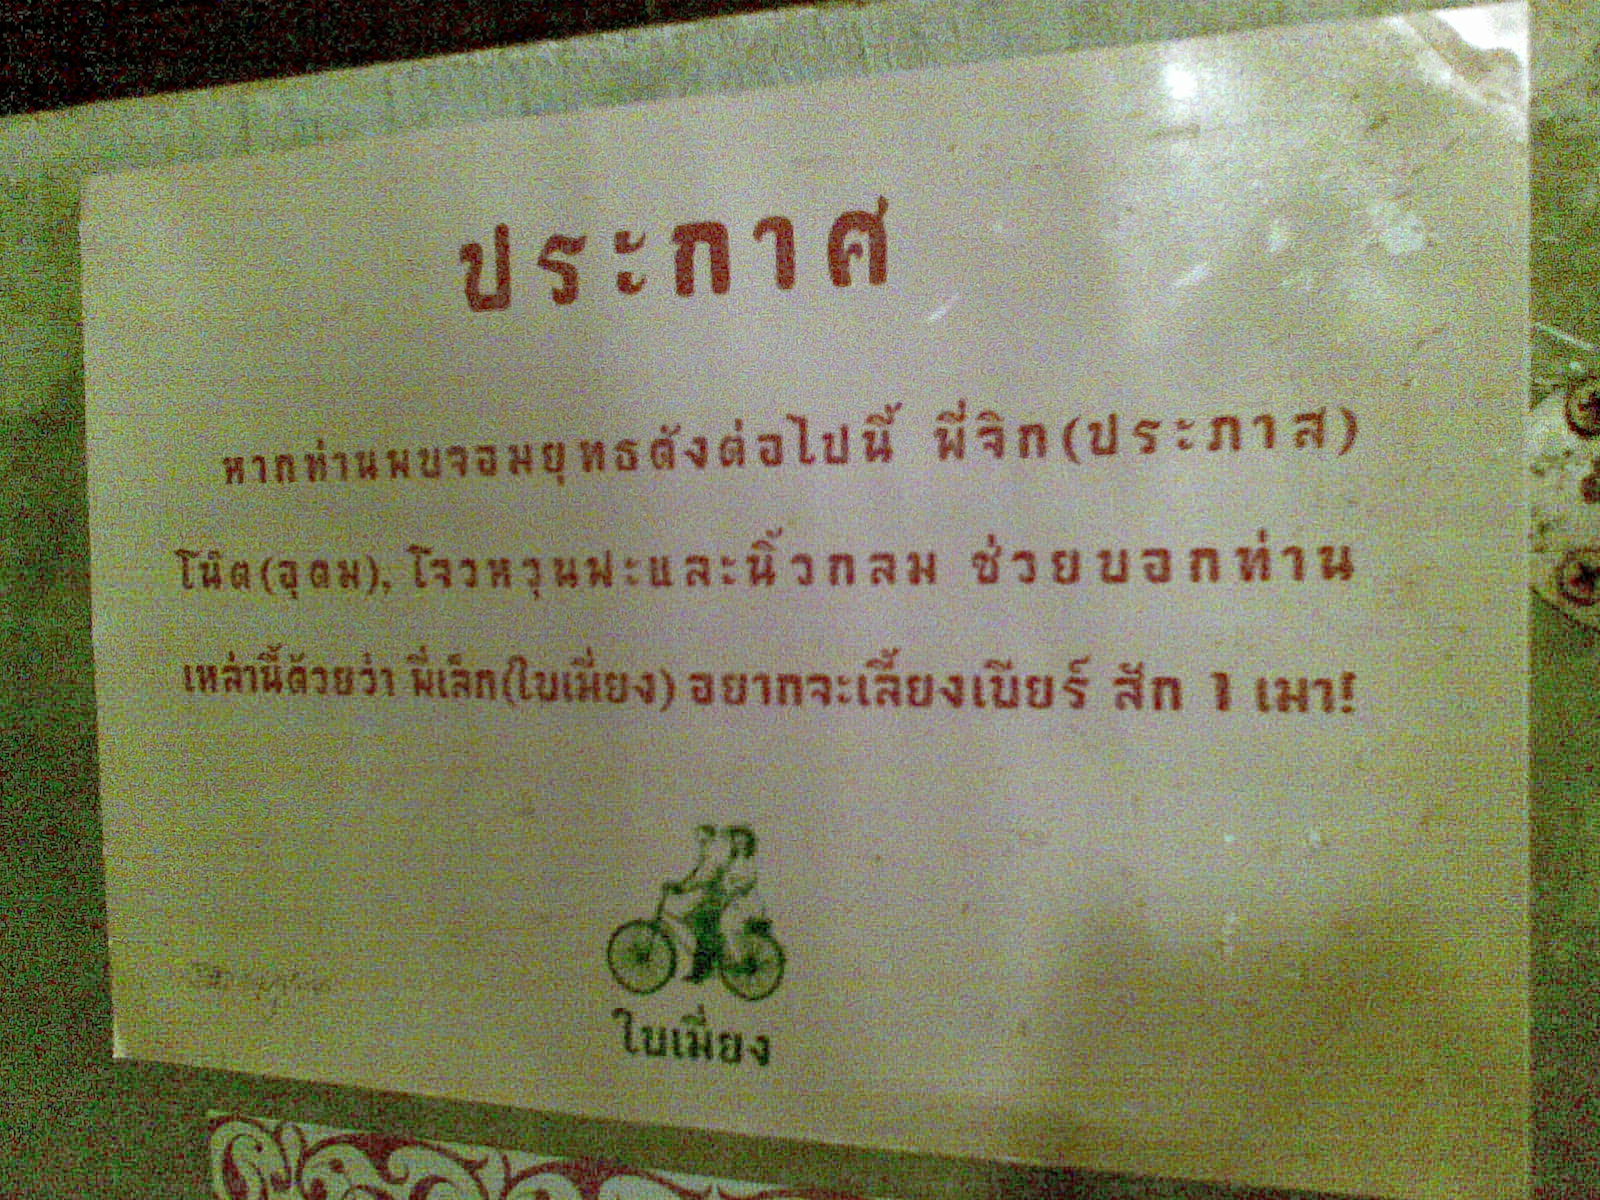 ประกาศ
หากท่านพบจอมยุทธดังต่อไปนี้ พี่จิก(ประภาส)
โน๊ต(อุดม), โจวหวุนฟะและนิ้วกลม ช่วยบอกท่าน
เหล่านี้ด้วยว่า พี่เล็ก(ใบเมี่ยง) อยากจะเลี้ยงเบียร์ สัก 1 เมา!
ใบเมี่ยง